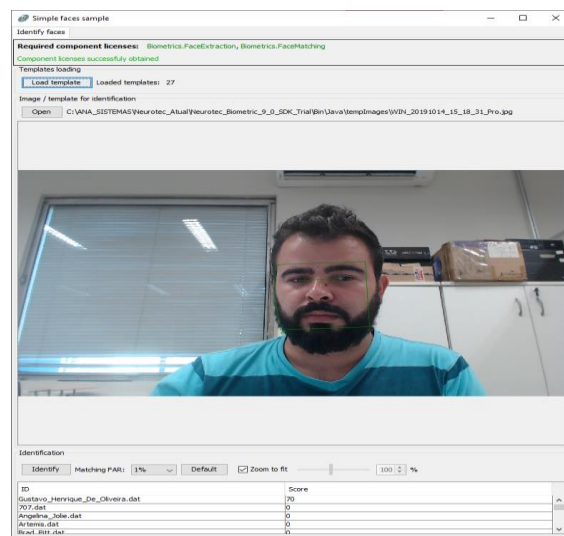 Simple faces sample
Identify faces
Required component licenses: Biometrics.FaceExtraction, Biometrics.FaceMatching
Component licenses successfuly obtained
Templates loading
Load template Loaded templates: 27
Image / template for identification
Open C:\ANA_SISTEMAS\Neurotec_Atual\Neurotec_Biometric_9_0_SDK_Trial\Bin\Java\tempImages\WIN_20191014_15_18_31_Pro.jpg
Identification
Identify Matching FAR: 1% Default Zoom to fit 100 %
ID Score
Gustavo_Henrique_De_Oliveira.dat 70
707.dat 0
Angelina_Jolie.dat 0
Artemis.dat 0
Brad_Pitt.dat 0